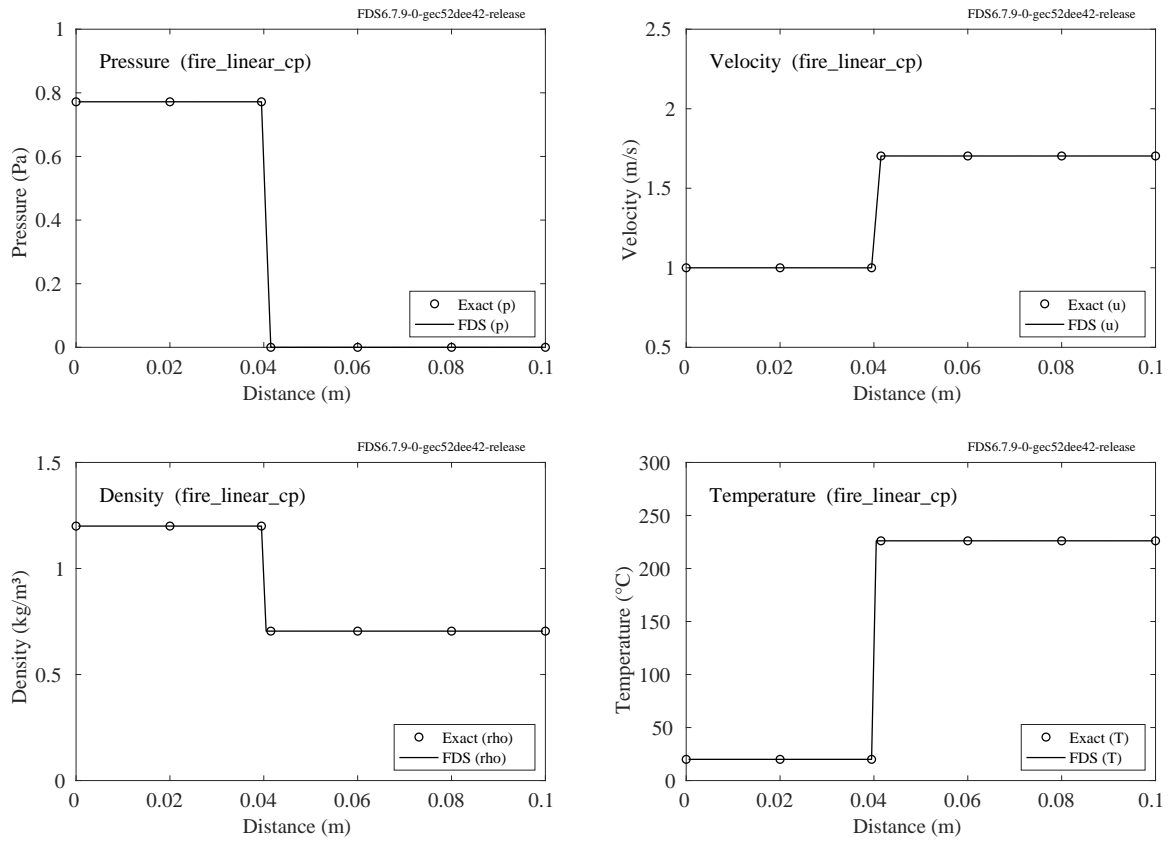 FDS6.7.9-0-gec52dee42-release
Pressure (fire_linear_cp)
1
0.8
0.6
0.4
0.2
0
Pressure (Pa)
Exact (p)
FDS (p)
0 0.02 0.04 0.06 0.08 0.1
Distance (m)
FDS6.7.9-0-gec52dee42-release
Velocity (fire_linear_cp)
2.5
2
1.5
1
0.5
Velocity (m/s)
Exact (u)
FDS (u)
0 0.02 0.04 0.06 0.08 0.1
Distance (m)
FDS6.7.9-0-gec52dee42-release
Density (fire_linear_cp)
1.5
1
0.5
0
Density (kg/m³)
Exact (rho)
FDS (rho)
0 0.02 0.04 0.06 0.08 0.1
Distance (m)
FDS6.7.9-0-gec52dee42-release
Temperature (fire_linear_cp)
300
250
200
150
100
50
0
Temperature (°C)
Exact (T)
FDS (T)
0 0.02 0.04 0.06 0.08 0.1
Distance (m)